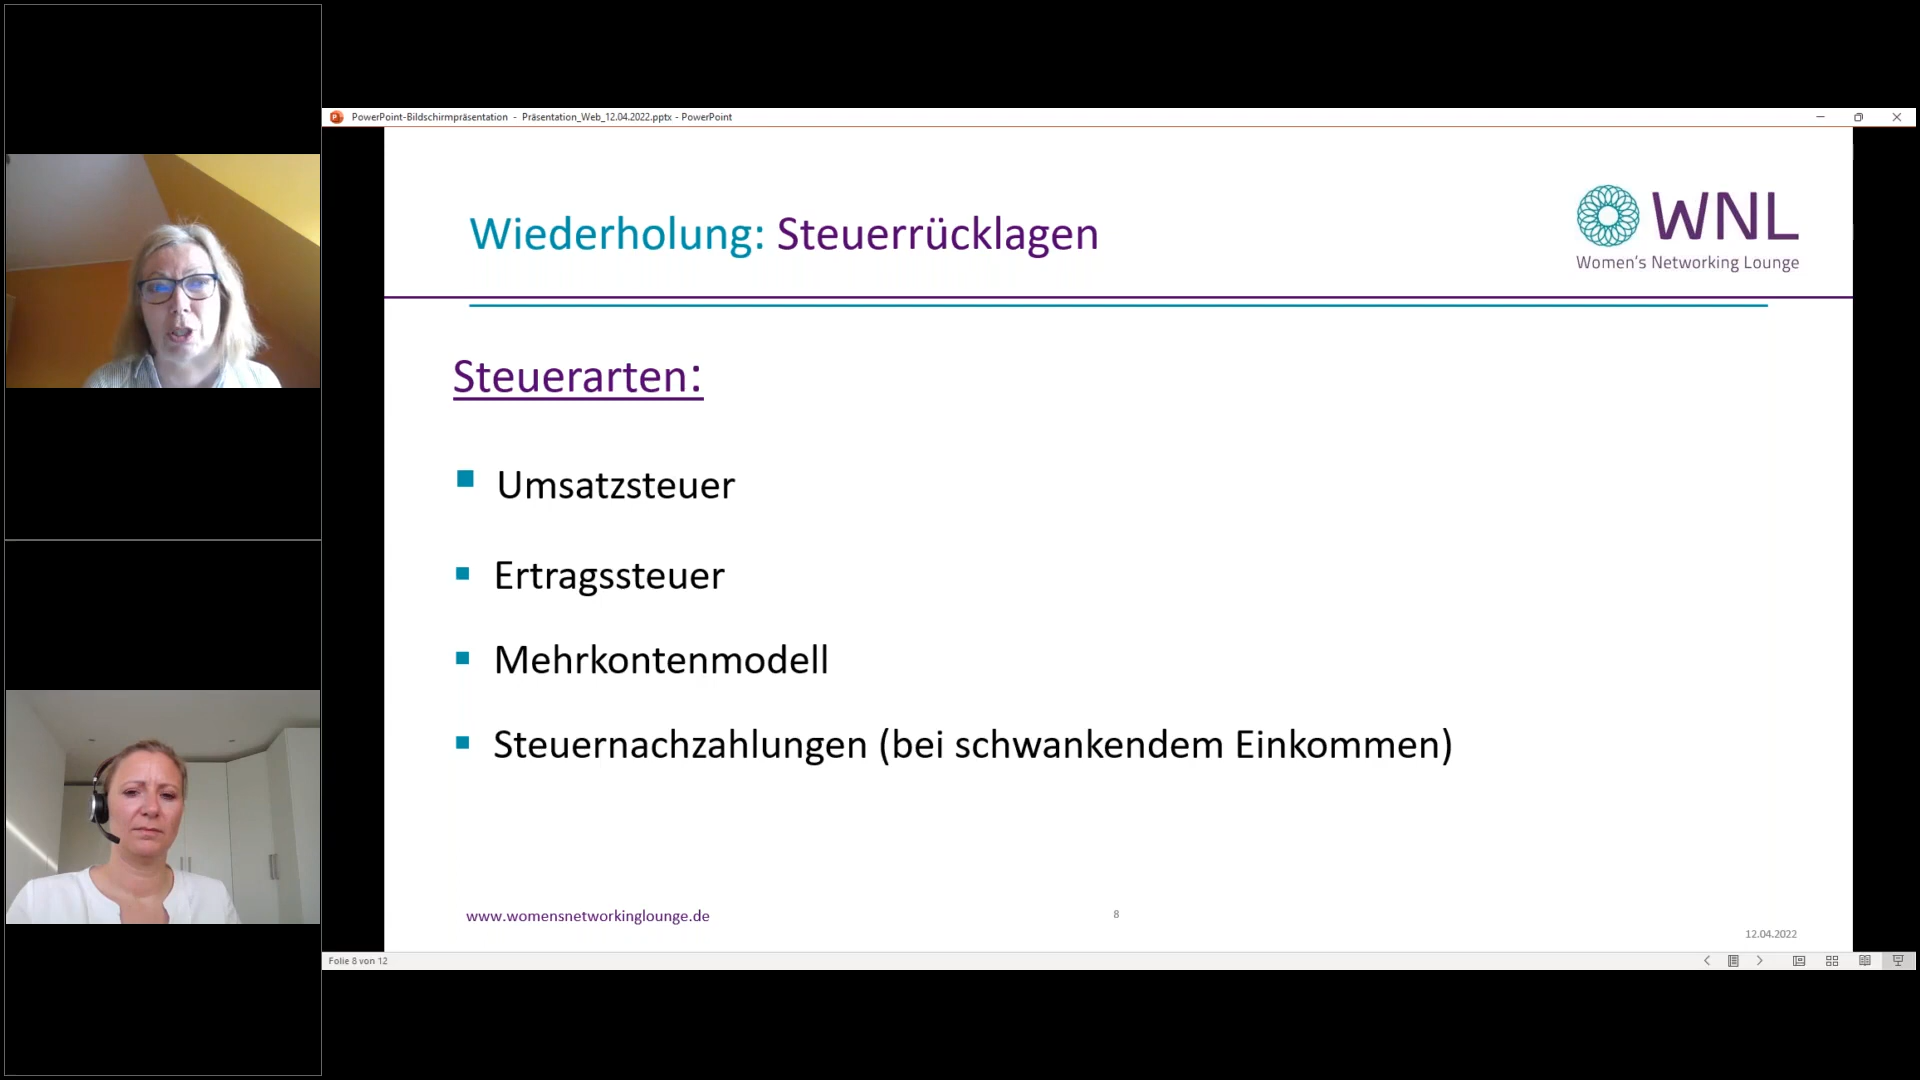 PowerPoint-Bildschirmpräsentation - Präsentation_Web_12.04.2022.pptx - PowerPoint
Wiederholung: Steuerrücklagen
WNL
Women's Networking Lounge
Steuerarten:
Umsatzsteuer
Ertragssteuer
Mehrkontenmodell
Steuernachzahlungen (bei schwankendem Einkommen)
www.womensnetworkinglounge.de
8
12.04.2022
Folie 8 von 12